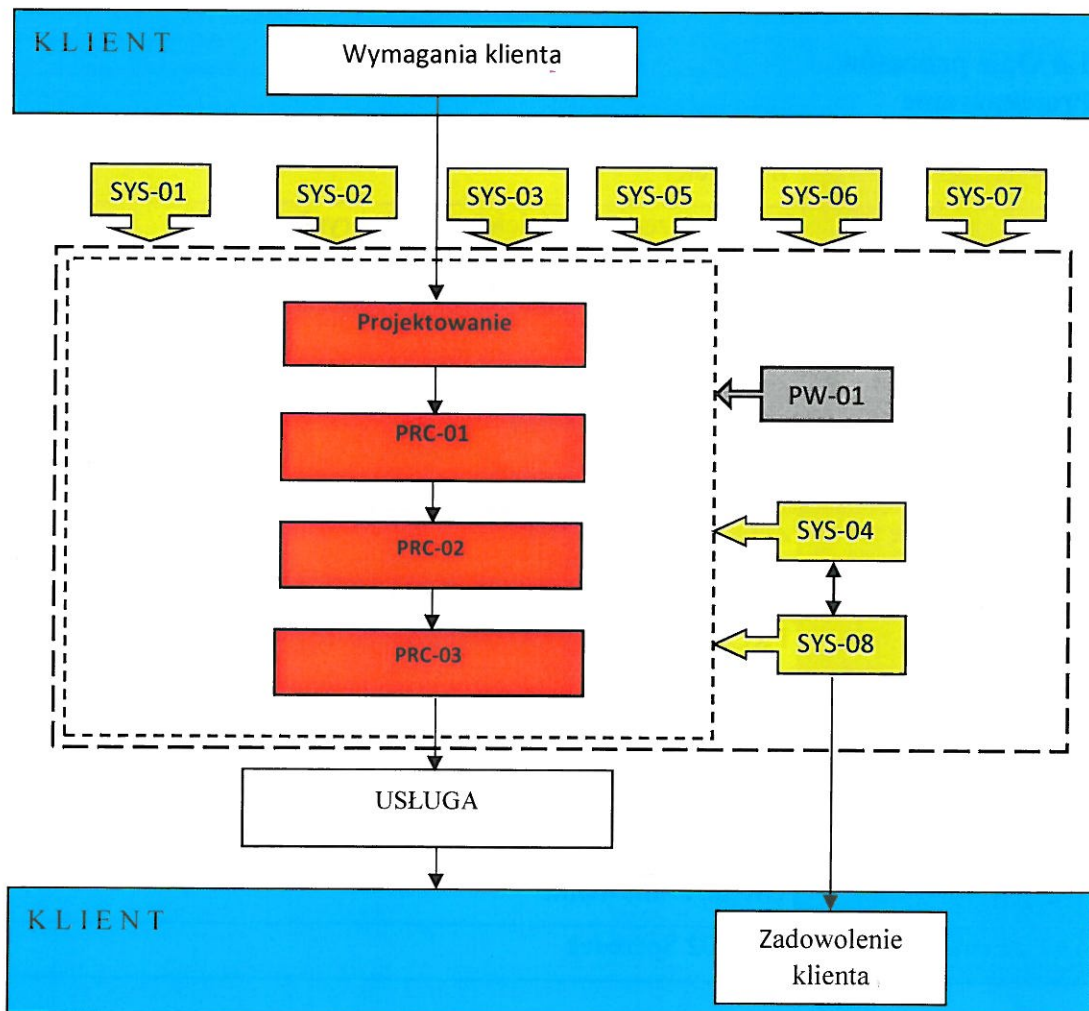 KLIENT
Wymagania klienta
SYS-01
SYS-02
SYS-03
SYS-05
SYS-06
SYS-07
Projektowanie
PW-01
PRC-01
SYS-04
PRC-02
SYS-08
PRC-03
USŁUGA
KLIENT
Zadowolenie
klienta